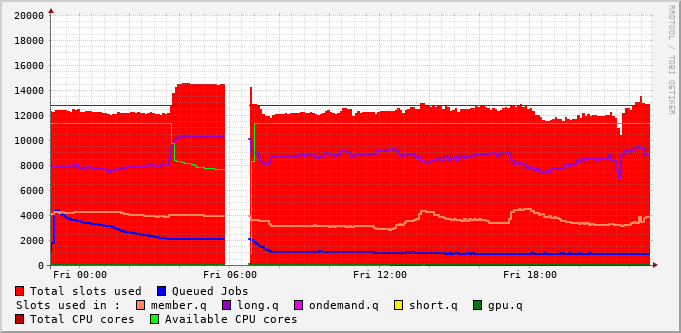 20000
18000
16000
14000
12000
10000
8000
6000
4000
2000
0
Fri 00:00 Fri 06:00 Fri 12:00 Fri 18:00
RRDTOOL / TOBI OETIKER
Total slots used Queued Jobs
Slots used in : member.q long.q ondemand.q short.q gpu.q
Total CPU cores Available CPU cores